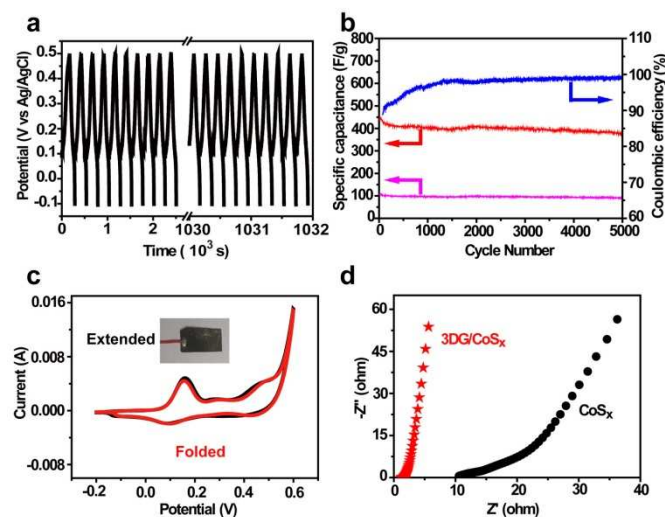 a
0.5
0.4
0.3
0.2
0.1
0.0
-0.1
Potential (V vs Ag/AgCl)
0 1 2 1030 1031 1032
Time ( 10³ s)
b
800
700
600
500
400
300
200
100
0
Specific capacitance (F/g)
110
100
90
80
70
60
Coulombic efficiency (%)
0 1000 2000 3000 4000 5000
Cycle Number
c
0.016
0.008
0.000
-0.008
Current (A)
Extended
Folded
-0.2 0.0 0.2 0.4 0.6
Potential (V)
d
60
45
30
15
0
-Z'' (ohm)
3DG/CoSₓ
CoSₓ
0 10 20 30 40
Z' (ohm)